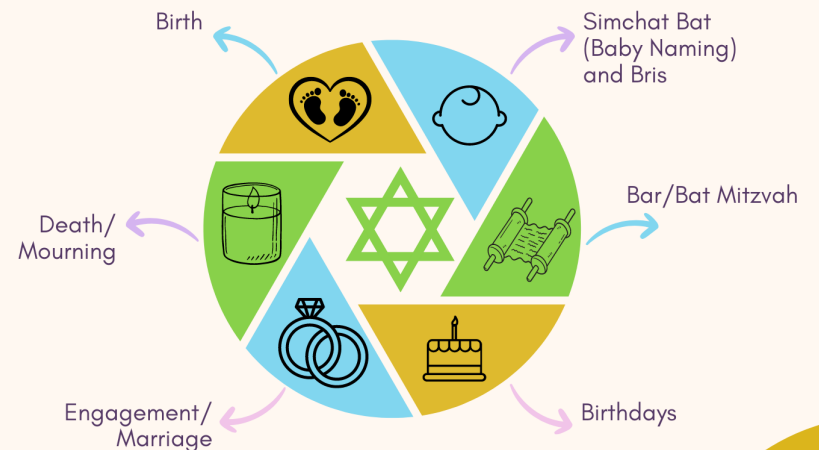 Birth
Simchat Bat
(Baby Naming)
and Bris
Bar/Bat Mitzvah
Death/
Mourning
Engagement/
Marriage
Birthdays